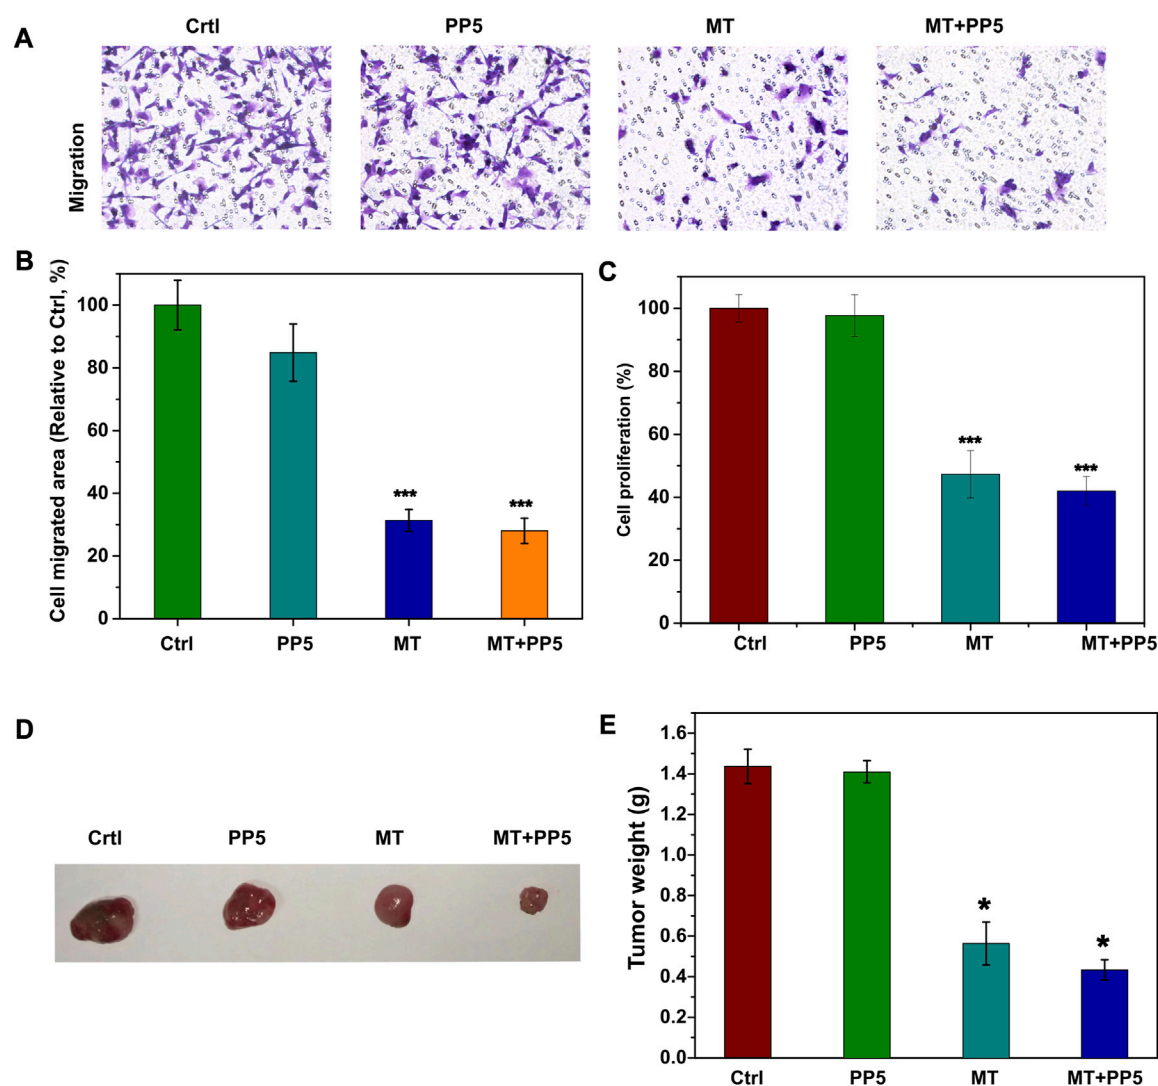 A
Crtl
PP5
MT
MT+PP5
Migration
B
Cell migrated area (Relative to Ctrl, %)
100
80
60
40
20
0
***
***
Ctrl
PP5
MT
MT+PP5
C
Cell proliferation (%)
100
80
60
40
20
0
***
***
Ctrl
PP5
MT
MT+PP5
D
Crtl
PP5
MT
MT+PP5
E
Tumor weight (g)
1.6
1.4
1.2
1.0
0.8
0.6
0.4
0.2
0.0
*
*
Ctrl
PP5
MT
MT+PP5